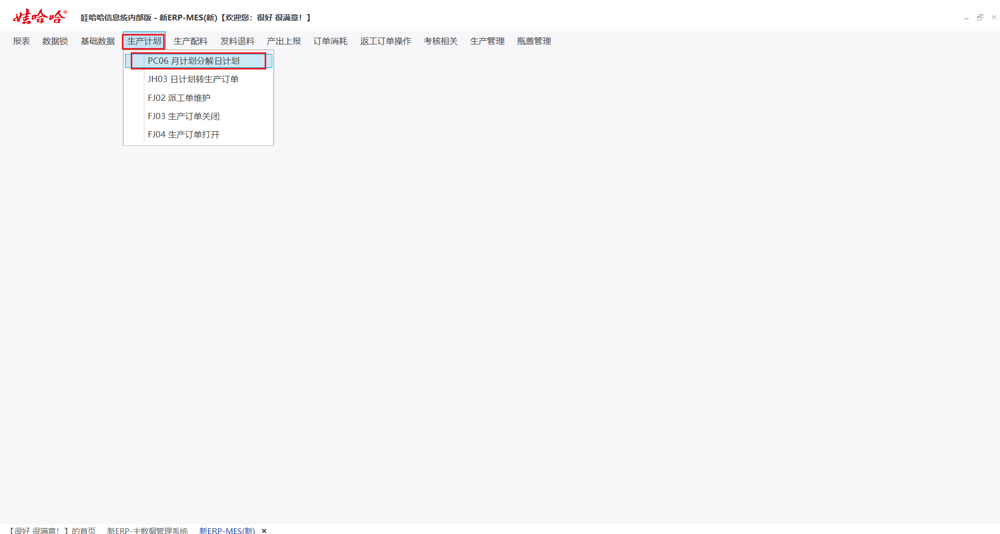 娃哈哈®
娃哈哈信息统内部版 - 新ERP-MES(新)【欢迎您：很好 很满意！】
报表 数据锁 基础数据 生产计划 生产配料 发料退料 产出上报 订单消耗 返工订单操作 考核相关 生产管理 瓶盖管理
PC06 月计划分解日计划
JH03 日计划转生产订单
FJ02 派工单维护
FJ03 生产订单关闭
FJ04 生产订单打开
【很好 很满意！】的首页 新ERP-主数据管理系统 新ERP-MES(新) ×